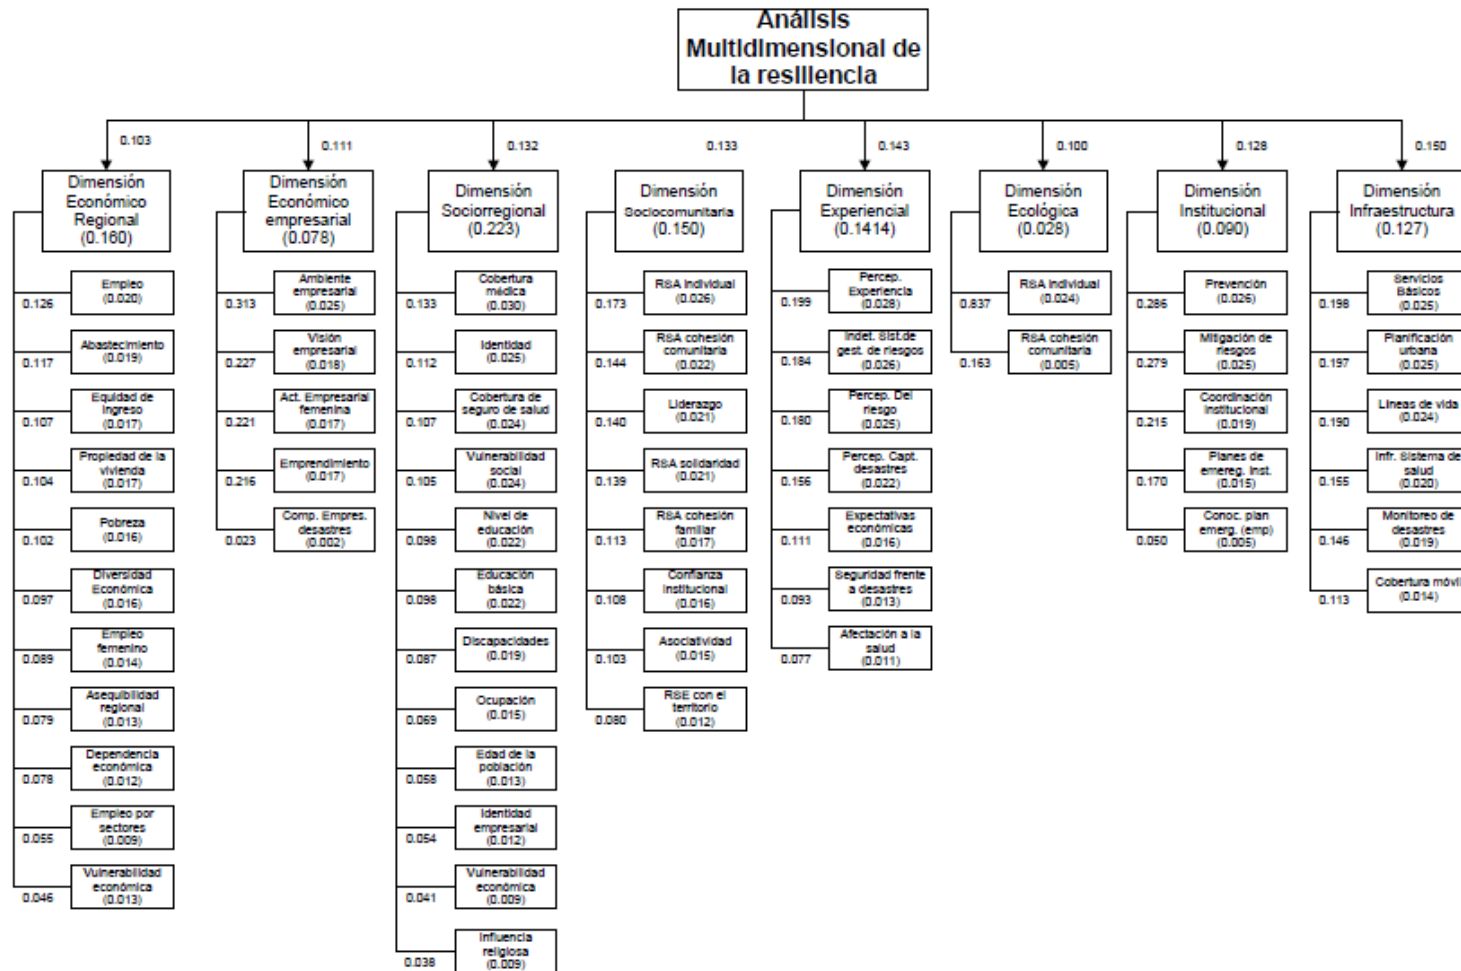 Análisis
Multidimensional de
la resiliencia
0.103
0.111
0.132
0.133
0.143
0.100
0.128
0.150
Dimensión
Económico
Regional
(0.160)
0.126
Empleo
(0.020)
0.117
Abastecimiento
(0.019)
0.107
Equidad de
Ingreso
(0.017)
0.104
Propiedad de la
vivienda
(0.017)
0.102
Pobreza
(0.016)
0.097
Diversidad
Económica
(0.016)
0.089
Empleo
femenino
(0.014)
0.079
Asequibilidad
regional
(0.013)
0.078
Dependencia
económica
(0.012)
0.055
Empleo por
sectores
(0.009)
0.046
Vulnerabilidad
económica
(0.013)
Dimensión
Económico
empresarial
(0.078)
0.313
Ambiente
empresarial
(0.025)
0.227
Visión
empresarial
(0.018)
0.221
Act. Empresarial
femenina
(0.017)
0.216
Emprendimiento
(0.017)
0.023
Comp. Empres.
desastres
(0.002)
Dimensión
Sociorregional
(0.223)
0.133
Cobertura
médica
(0.030)
0.112
Identidad
(0.025)
0.107
Cobertura de
seguro de salud
(0.024)
0.105
Vulnerabilidad
social
(0.024)
0.098
Nivel de
educación
(0.022)
0.098
Educación
básica
(0.022)
0.087
Discapacidades
(0.019)
0.069
Ocupación
(0.015)
0.058
Edad de la
población
(0.013)
0.054
Identidad
empresarial
(0.012)
0.041
Vulnerabilidad
económica
(0.009)
0.038
Influencia
religiosa
(0.009)
Dimensión
Sociocomunitaria
(0.150)
0.173
RSA Individual
(0.026)
0.144
RSA cohesión
comunitaria
(0.022)
0.140
Liderazgo
(0.021)
0.139
RSA solidaridad
(0.021)
0.113
RSA cohesión
familiar
(0.017)
0.108
Confianza
Institucional
(0.016)
0.103
Asociatividad
(0.015)
0.080
RSE con el
territorio
(0.012)
Dimensión
Experiencial
(0.1414)
0.199
Percep.
Experiencia
(0.028)
0.184
Indet. Sist.de
gest. de riesgos
(0.026)
0.180
Percep. Del
riesgo
(0.025)
0.156
Percep. Capt.
desastres
(0.022)
0.111
Expectativas
económicas
(0.016)
0.093
Seguridad frente
a desastres
(0.013)
0.077
Afectación a la
salud
(0.011)
Dimensión
Ecológica
(0.028)
0.837
RSA Individual
(0.024)
0.163
RSA cohesión
comunitaria
(0.005)
Dimensión
Institucional
(0.090)
0.286
Prevención
(0.026)
0.279
Mitigación de
riesgos
(0.025)
0.215
Coordinación
Institucional
(0.019)
0.170
Planes de
emereg. Inst.
(0.015)
0.050
Conoc. plan
emerg. (emp)
(0.005)
Dimensión
Infraestructura
(0.127)
0.198
Servicios
Básicos
(0.025)
0.197
Planificación
urbana
(0.025)
0.190
Líneas de vida
(0.024)
0.155
Infr. Sistema de
salud
(0.020)
0.146
Monitoreo de
desastres
(0.019)
0.113
Cobertura móvil
(0.014)